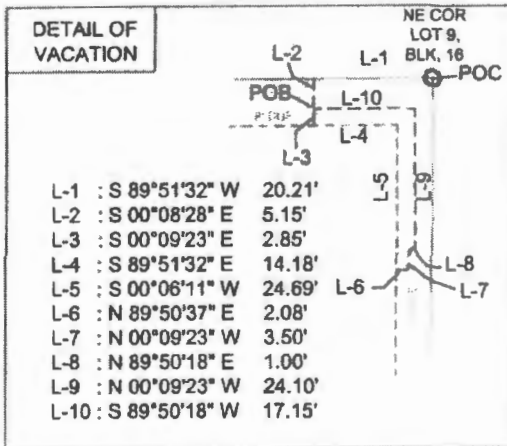 DETAIL OF
VACATION
NE COR
LOT 9,
BLK, 16
L-2
L-1
POC
POB
L-10
L-4
L-3
L-5
L-9
L-8
L-6
L-7
L-1 : S 89°51'32" W 20.21'
L-2 : S 00°08'28" E 5.15'
L-3 : S 00°09'23" E 2.85'
L-4 : S 89°51'32" E 14.18'
L-5 : S 00°06'11" W 24.69'
L-6 : N 89°50'37" E 2.08'
L-7 : N 00°09'23" W 3.50'
L-8 : N 89°50'18" E 1.00'
L-9 : N 00°09'23" W 24.10'
L-10 : S 89°50'18" W 17.15'